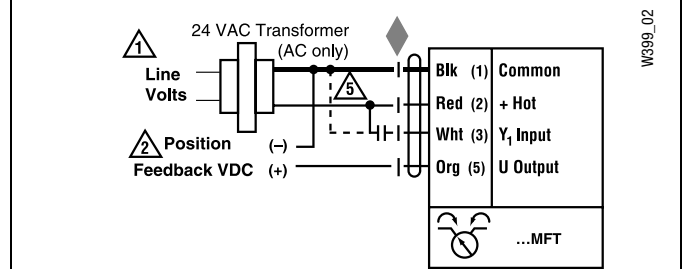 24 VAC Transformer
(AC only)
1
Line
Volts
5
2 Position (–)
Feedback VDC (+)
Blk (1) Common
Red (2) + Hot
Wht (3) Y1 Input
Org (5) U Output
...MFT
W399_02